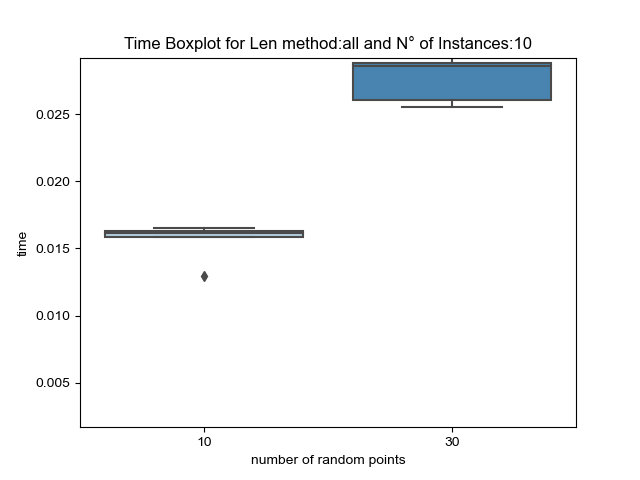 Time Boxplot for Len method:all and N° of Instances:10
0.025
0.020
0.015
0.010
0.005
time
10
30
number of random points